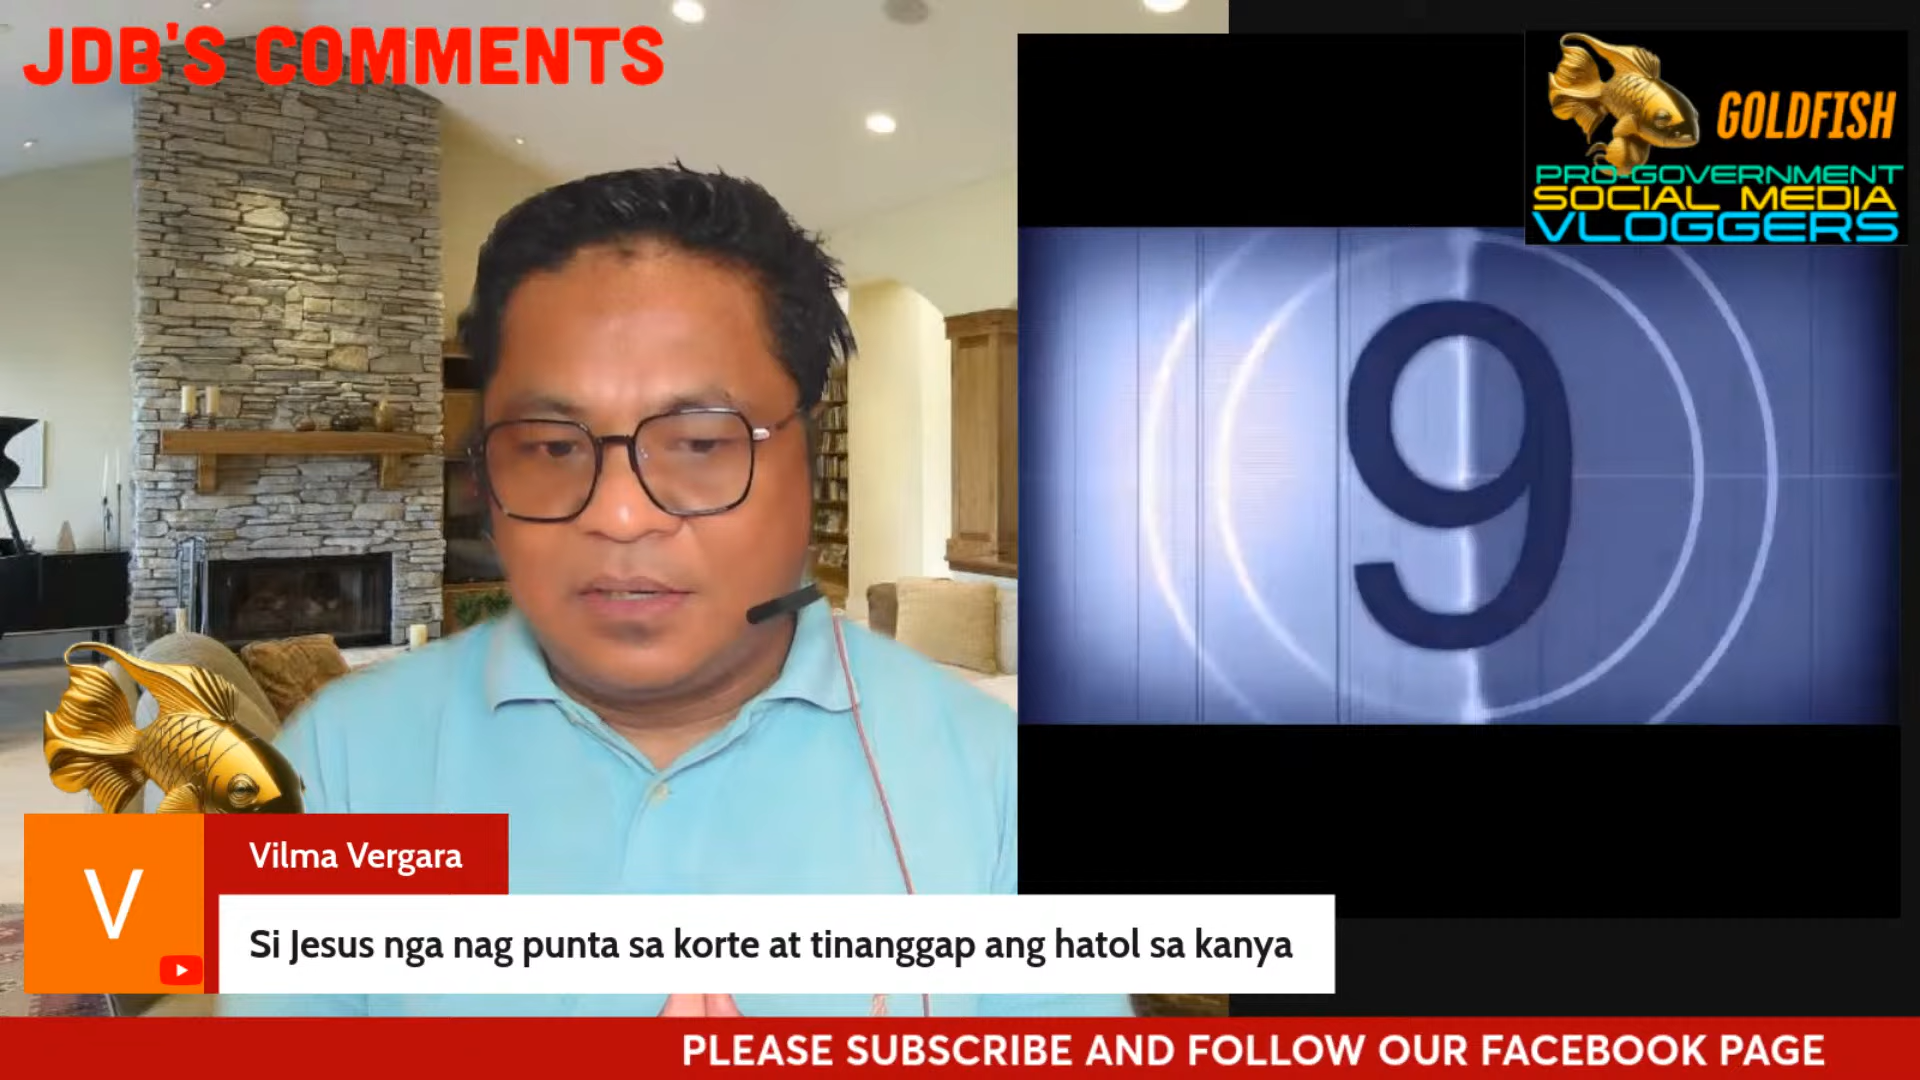 JDB'S COMMENTS
GOLDFISH
PRO-GOVERNMENT
SOCIAL MEDIA
VLOGGERS
9
Vilma Vergara
V
Si Jesus nga nag punta sa korte at tinanggap ang hatol sa kanya
PLEASE SUBSCRIBE AND FOLLOW OUR FACEBOOK PAGE